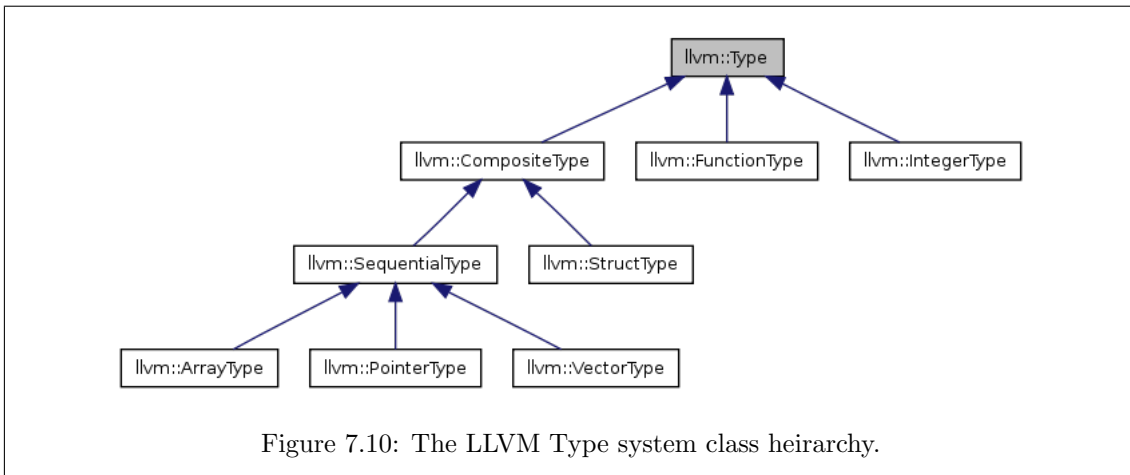 llvm::Type
llvm::CompositeType
llvm::FunctionType
llvm::IntegerType
llvm::SequentialType
llvm::StructType
llvm::ArrayType
llvm::PointerType
llvm::VectorType
Figure 7.10: The LLVM Type system class heirarchy.